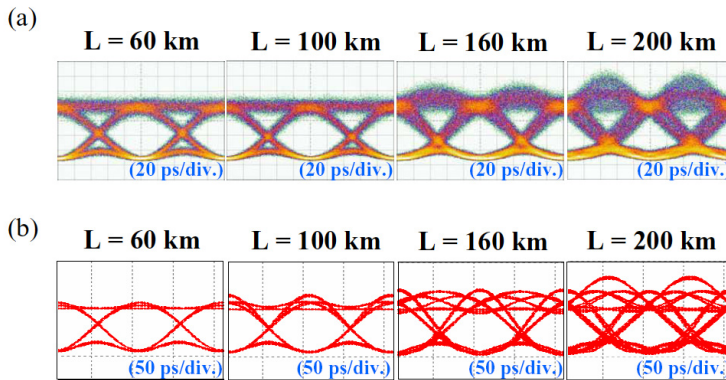 (a)
L = 60 km L = 100 km L = 160 km L = 200 km
(20 ps/div.) (20 ps/div.) (20 ps/div.) (20 ps/div.)
(b)
L = 60 km L = 100 km L = 160 km L = 200 km
(50 ps/div.) (50 ps/div.) (50 ps/div.) (50 ps/div.)